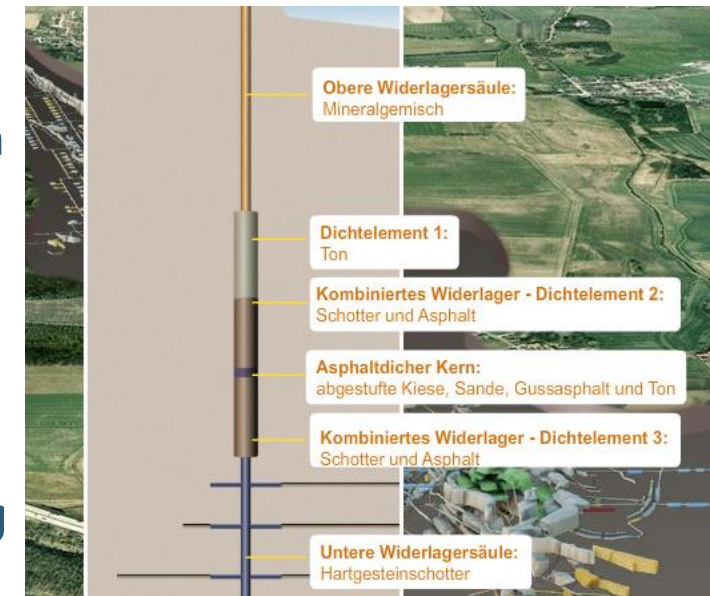 Obere Widerlagersäule:
Mineralgemisch
Dichtelement 1:
Ton
Kombiniertes Widerlager - Dichtelement 2:
Schotter und Asphalt
Asphaltdicher Kern:
abgestufte Kiese, Sande, Gussasphalt und Ton
Kombiniertes Widerlager - Dichtelement 3:
Schotter und Asphalt
Untere Widerlagersäule:
Hartgesteinschotter